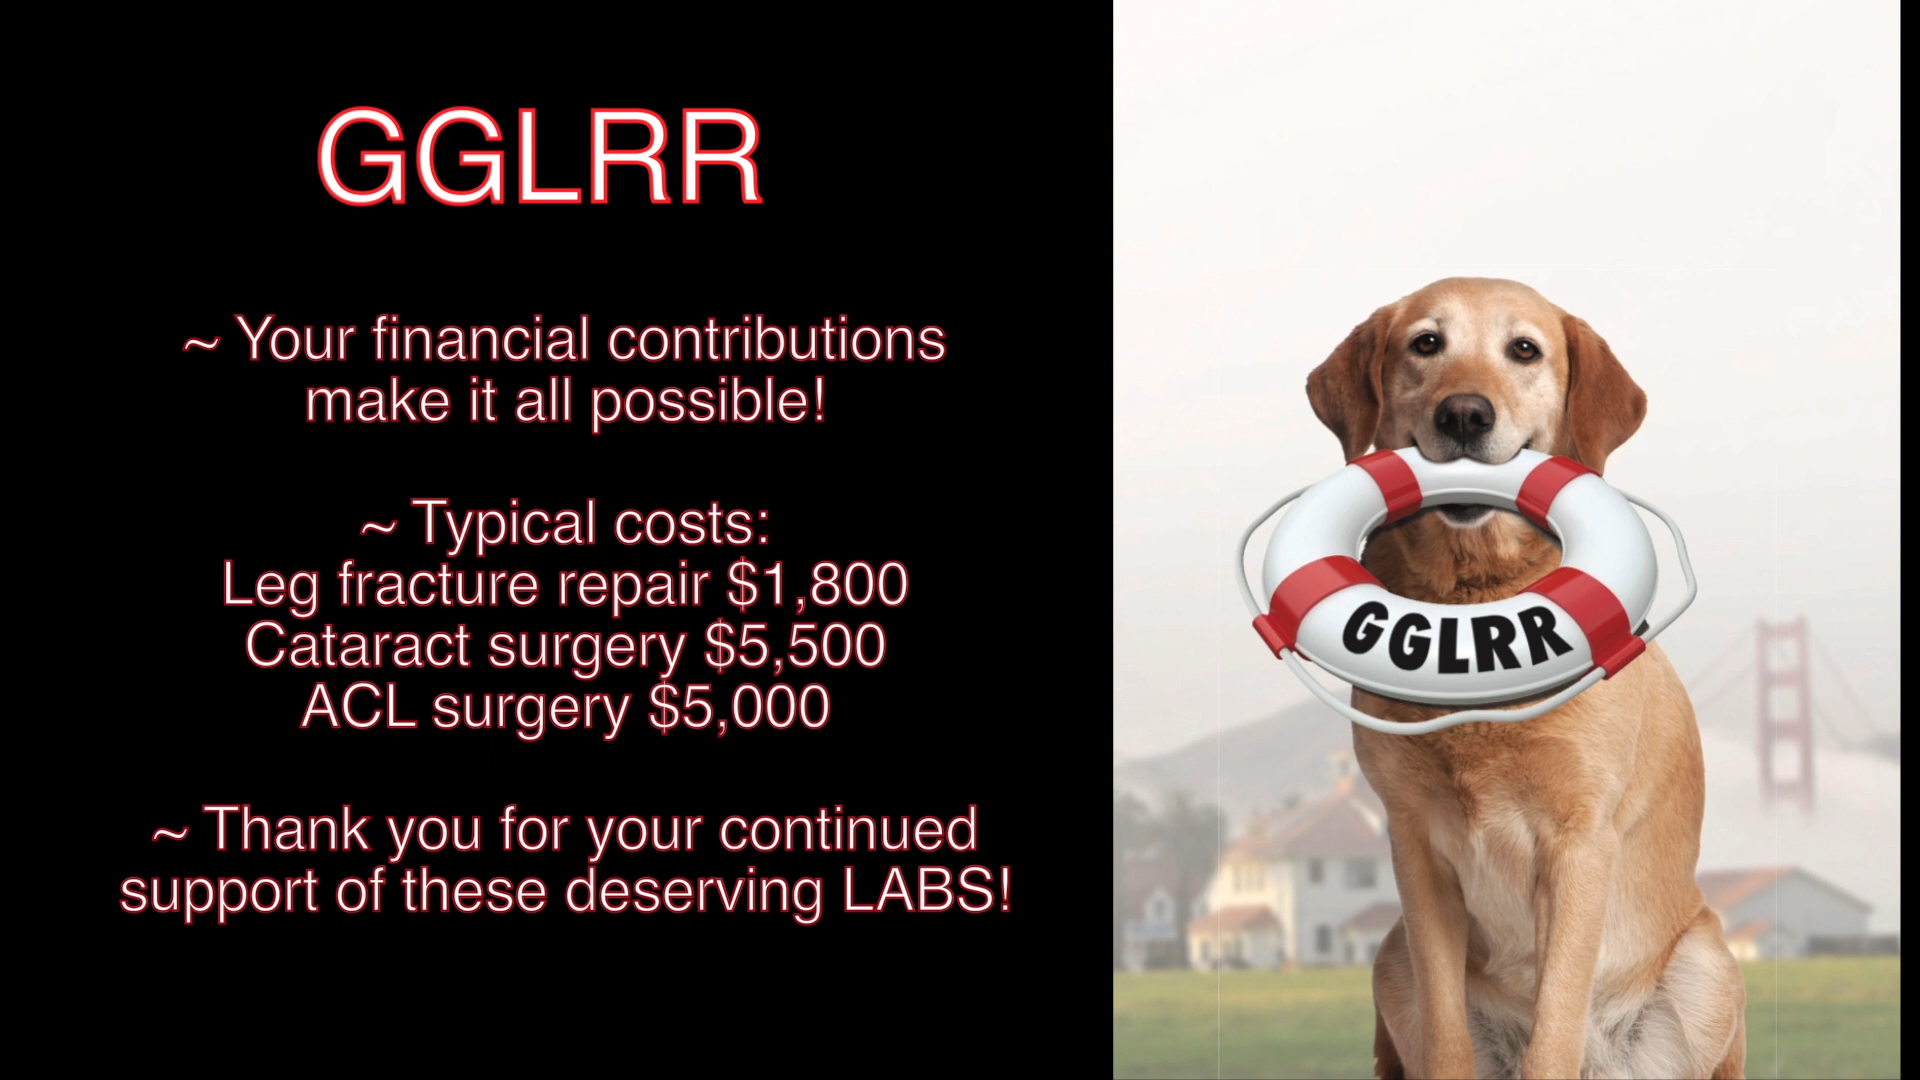 GGLRR
~ Your financial contributions
make it all possible!
~ Typical costs:
Leg fracture repair $1,800
Cataract surgery $5,500
ACL surgery $5,000
~ Thank you for your continued
support of these deserving LABS!
GGLRR